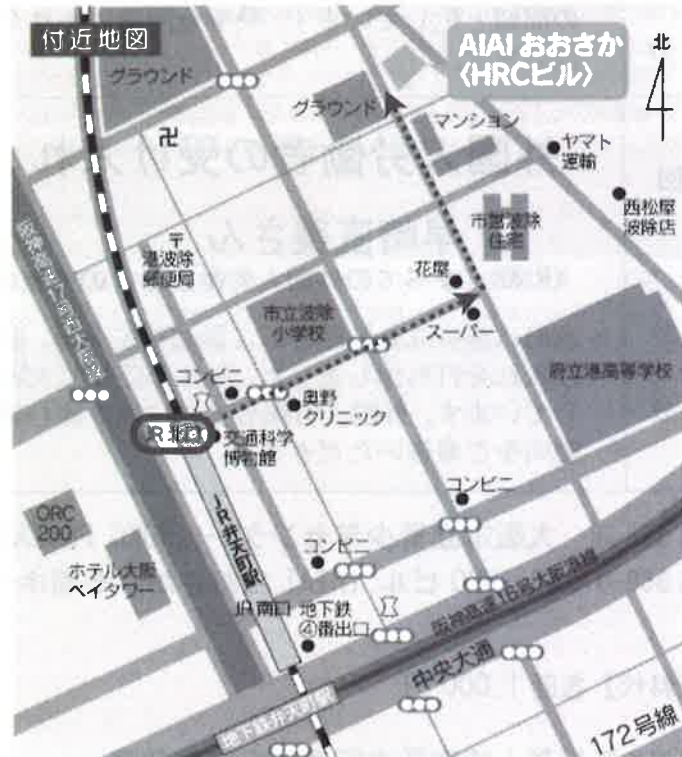 付近地図
AIAI おおさか
〈HRCビル〉
北
グラウンド
グラウンド
マンション
ヤマト
運輸
卍
西松屋
波除店
市営波除
住宅
〒
港波除
郵便局
花屋
スーパー
市立波除
小学校
府立港高等学校
コンビニ
奥野
クリニック
交通科学
博物館
コンビニ
ORC
200
JR弁天町駅
コンビニ
ホテル大阪
ベイタワー
JR南口
地下鉄
④番出口
阪神高速16号大阪港線
中央大通
地下鉄弁天町駅
172号線